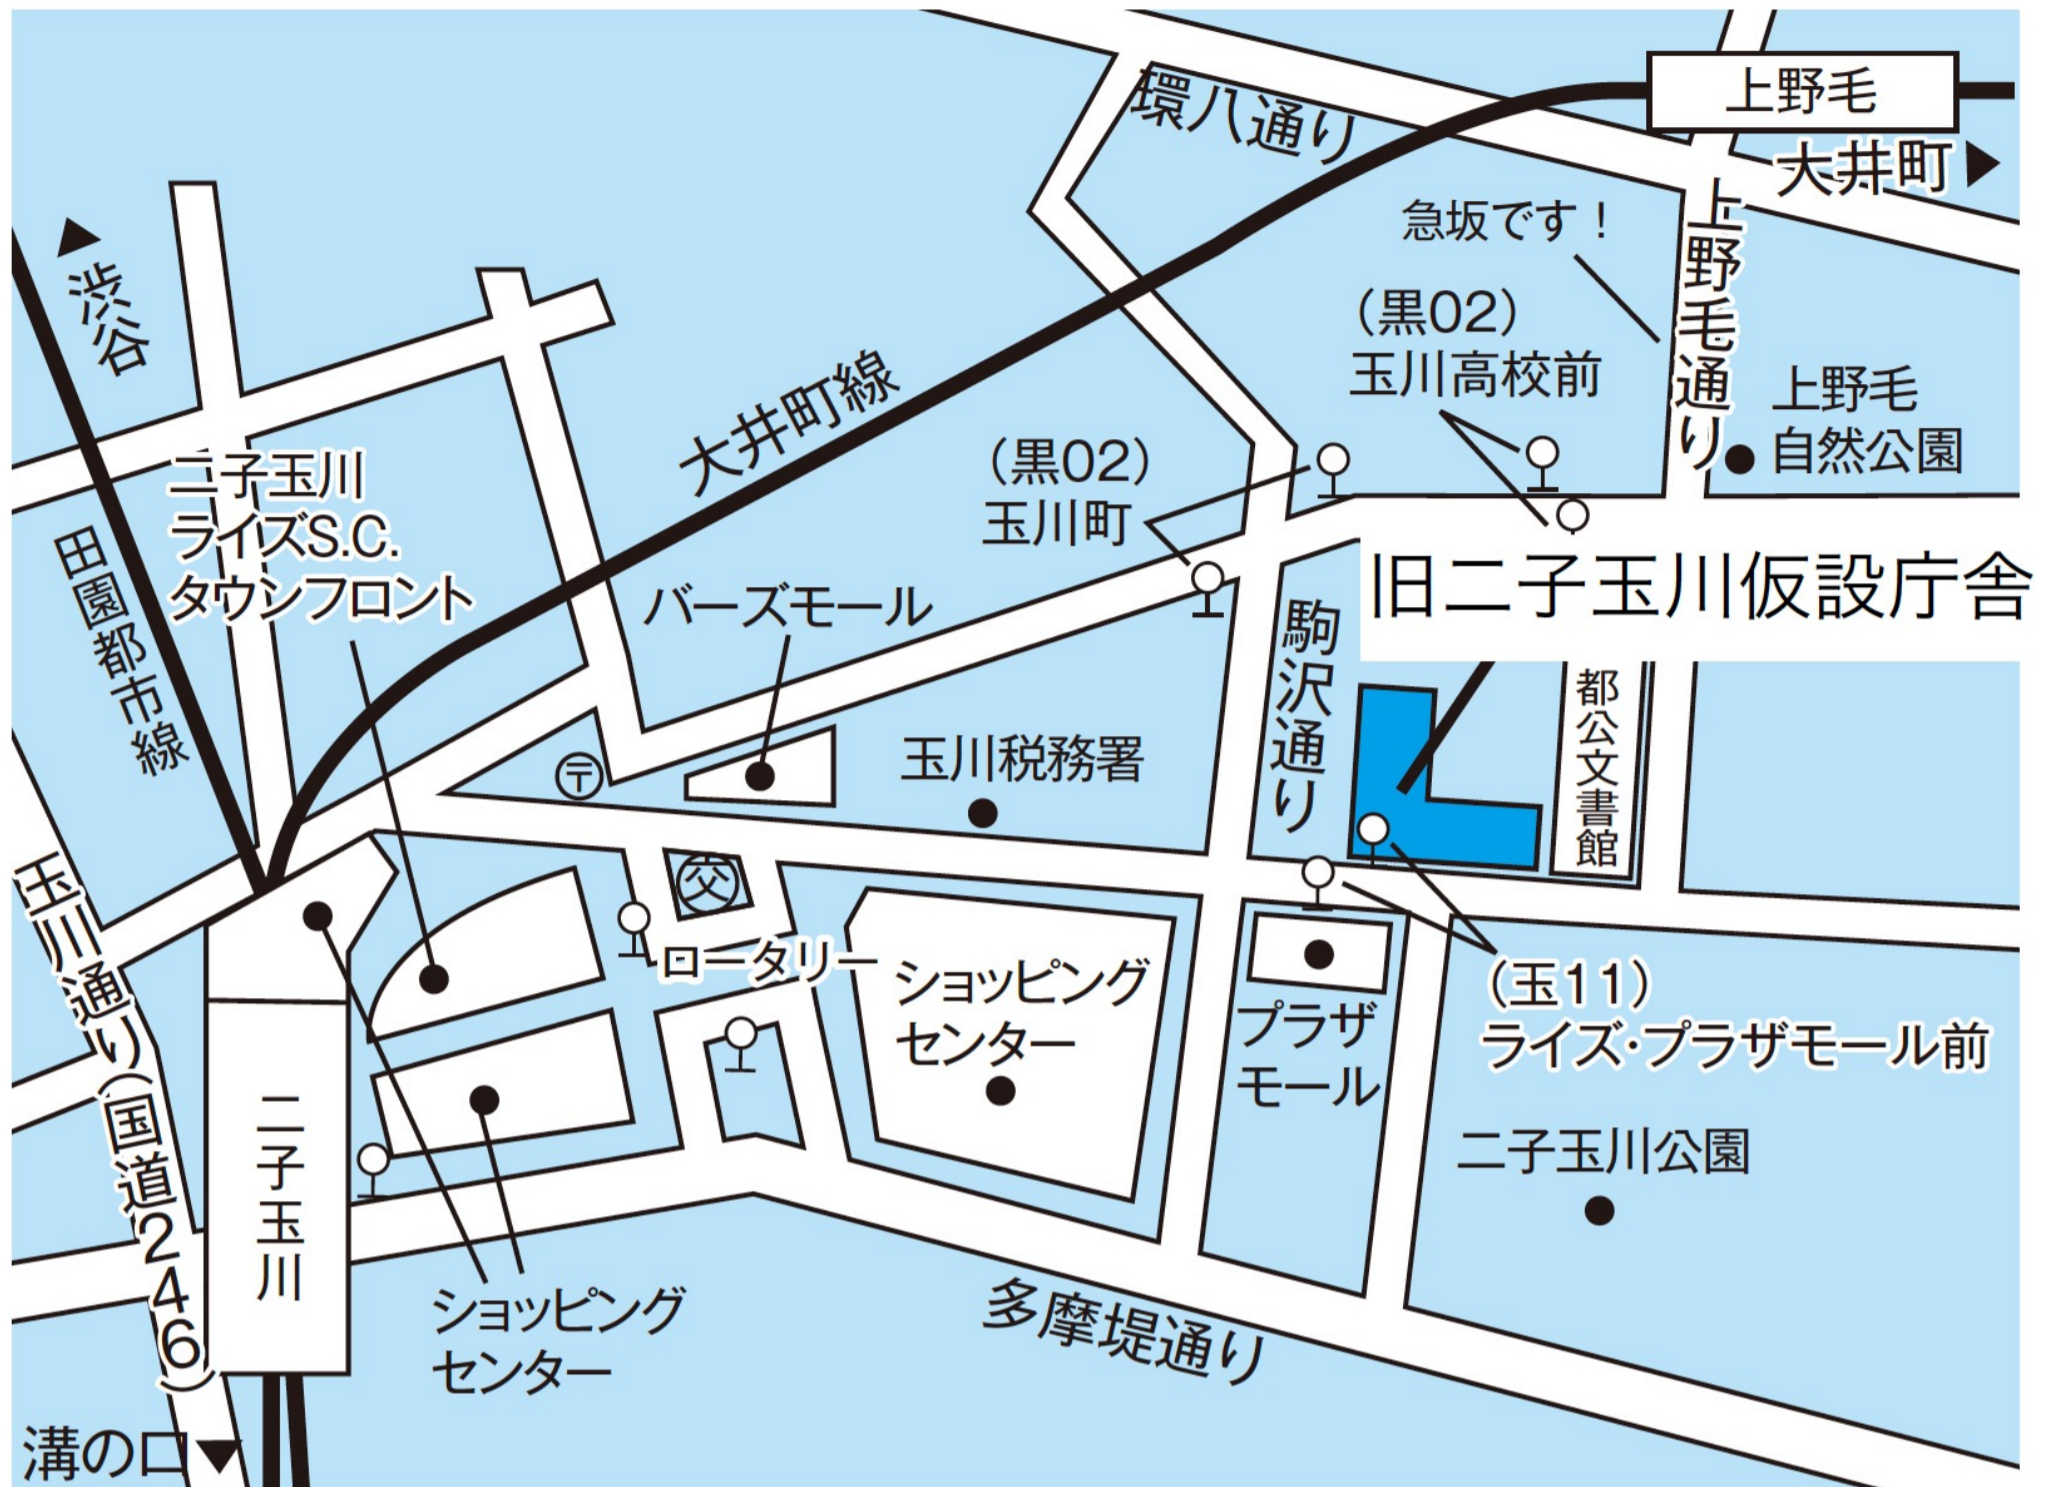 環八通り
上野毛
大井町
渋谷
急坂です！
上野毛通り
（黒02）
玉川高校前
上野毛
自然公園
大井町線
（黒02）
玉川町
二子玉川
ライズS.C.
タウンフロント
田園都市線
バーズモール
旧二子玉川仮設庁舎
駒沢通り
都公文書館
玉川税務署
〒
交
玉川通り（国道246）
ロータリー
ショッピング
センター
プラザ
モール
（玉11）
ライズ・プラザモール前
二子玉川公園
二子玉川
ショッピング
センター
多摩堤通り
溝の口